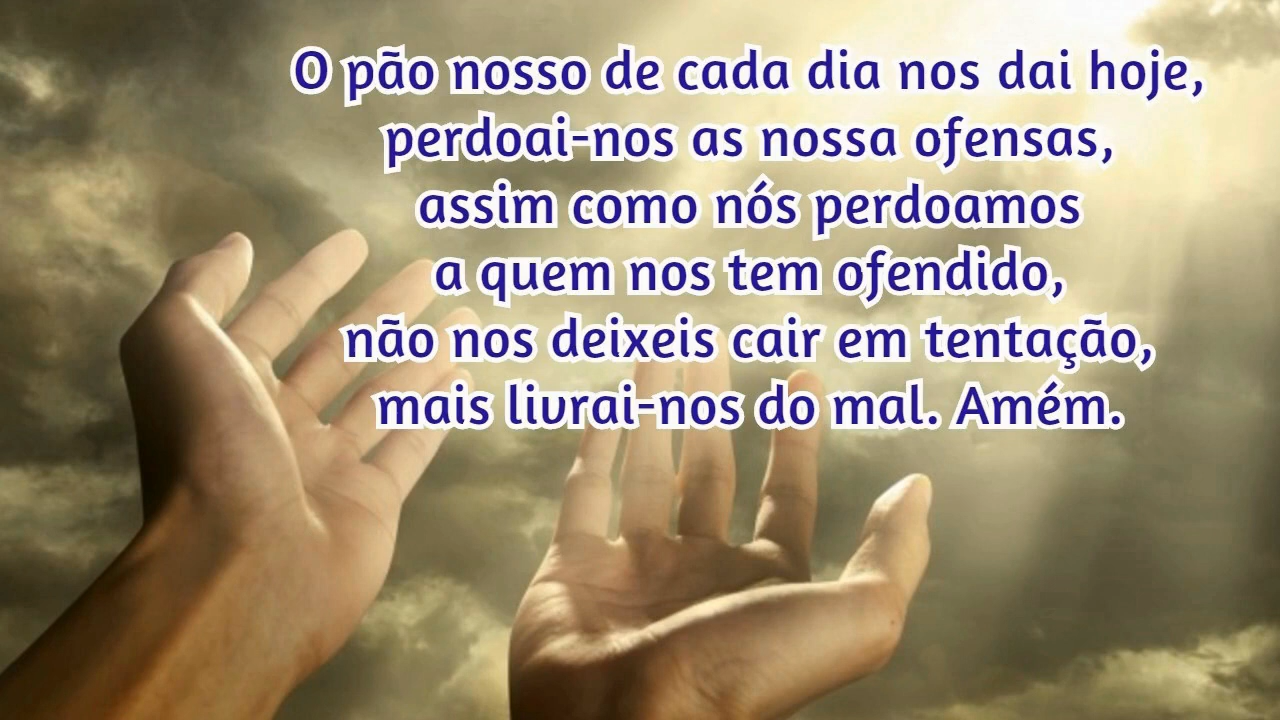 O pão nosso de cada dia nos dai hoje,
perdoai-nos as nossa ofensas,
assim como nós perdoamos
a quem nos tem ofendido,
não nos deixeis cair em tentação,
mais livrai-nos do mal. Amém.